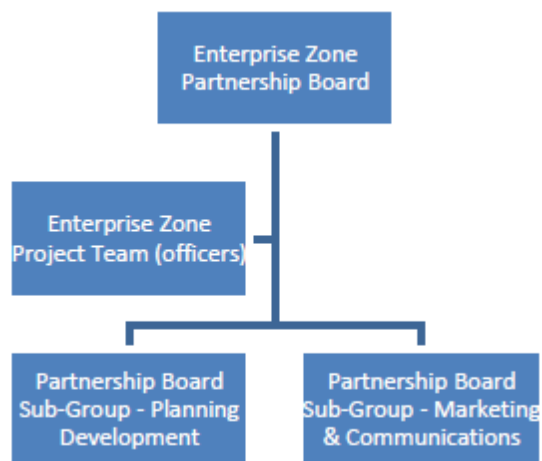 Enterprise Zone
Partnership Board
Enterprise Zone
Project Team (officers)
Partnership Board
Sub-Group - Planning
Development
Partnership Board
Sub-Group - Marketing
& Communications